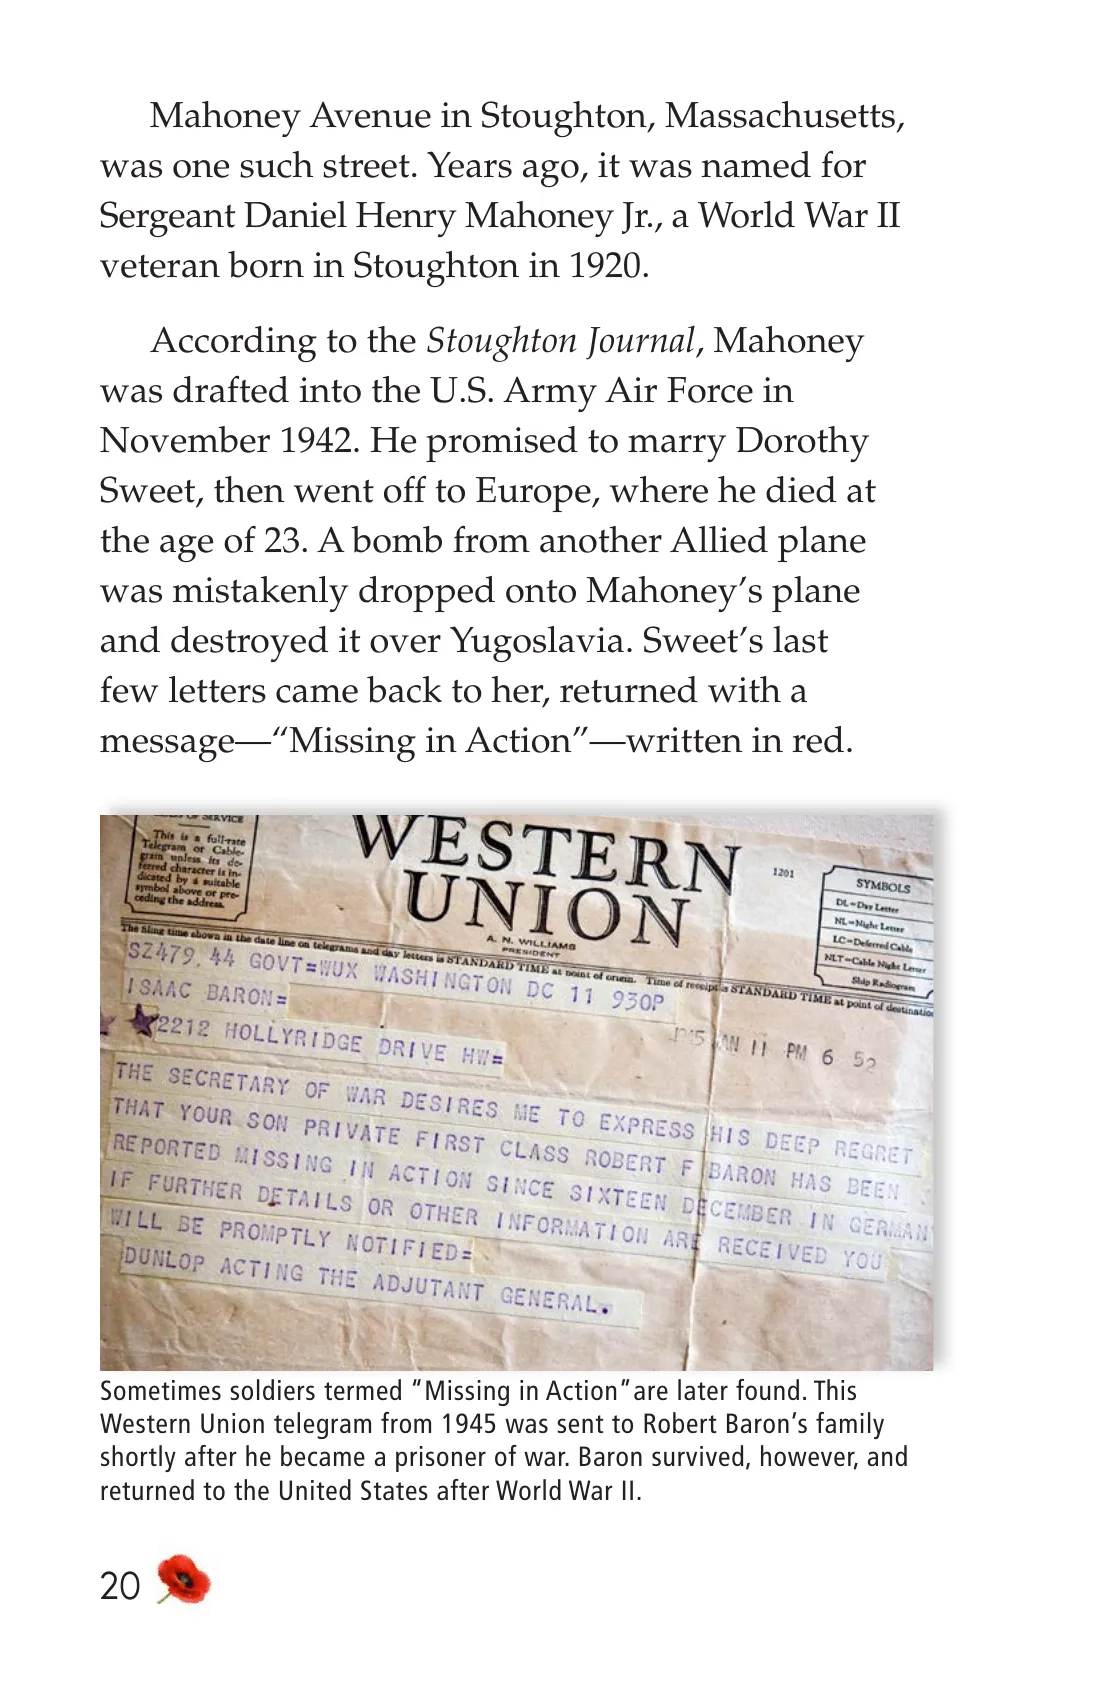 Mahoney Avenue in Stoughton, Massachusetts,
was one such street. Years ago, it was named for
Sergeant Daniel Henry Mahoney Jr., a World War II
veteran born in Stoughton in 1920.
According to the Stoughton Journal, Mahoney
was drafted into the U.S. Army Air Force in
November 1942. He promised to marry Dorothy
Sweet, then went off to Europe, where he died at
the age of 23. A bomb from another Allied plane
was mistakenly dropped onto Mahoney’s plane
and destroyed it over Yugoslavia. Sweet’s last
few letters came back to her, returned with a
message—“Missing in Action”—written in red.
OF SERVICE
This is a full-rate
Telegram or Cable-
gram unless its de-
ferred character is in-
dicated by a suitable
symbol above or pre-
ceding the address.
WESTERN
UNION
A. N. WILLIAMS
PRESIDENT
1201
SYMBOLS
DL=Day Letter
NL=Night Letter
LC=Deferred Cable
NLT=Cable Night Letter
Ship Radiogram
The filing time shown in the date line on telegrams and day letters is STANDARD TIME at point of origin. Time of receipt is STANDARD TIME at point of destination
SZ479.44 GOVT=WUX WASHINGTON DC 11 930P
ISAAC BARON=
2212 HOLLYRIDGE DRIVE HW=
JAN 11 PM 6 52
THE SECRETARY OF WAR DESIRES ME TO EXPRESS HIS DEEP REGRET
THAT YOUR SON PRIVATE FIRST CLASS ROBERT F BARON HAS BEEN
REPORTED MISSING IN ACTION SINCE SIXTEEN DECEMBER IN GERMANY
IF FURTHER DETAILS OR OTHER INFORMATION ARE RECEIVED YOU
WILL BE PROMPTLY NOTIFIED=
DUNLOP ACTING THE ADJUTANT GENERAL.
Sometimes soldiers termed “Missing in Action”are later found. This
Western Union telegram from 1945 was sent to Robert Baron’s family
shortly after he became a prisoner of war. Baron survived, however, and
returned to the United States after World War II.
20